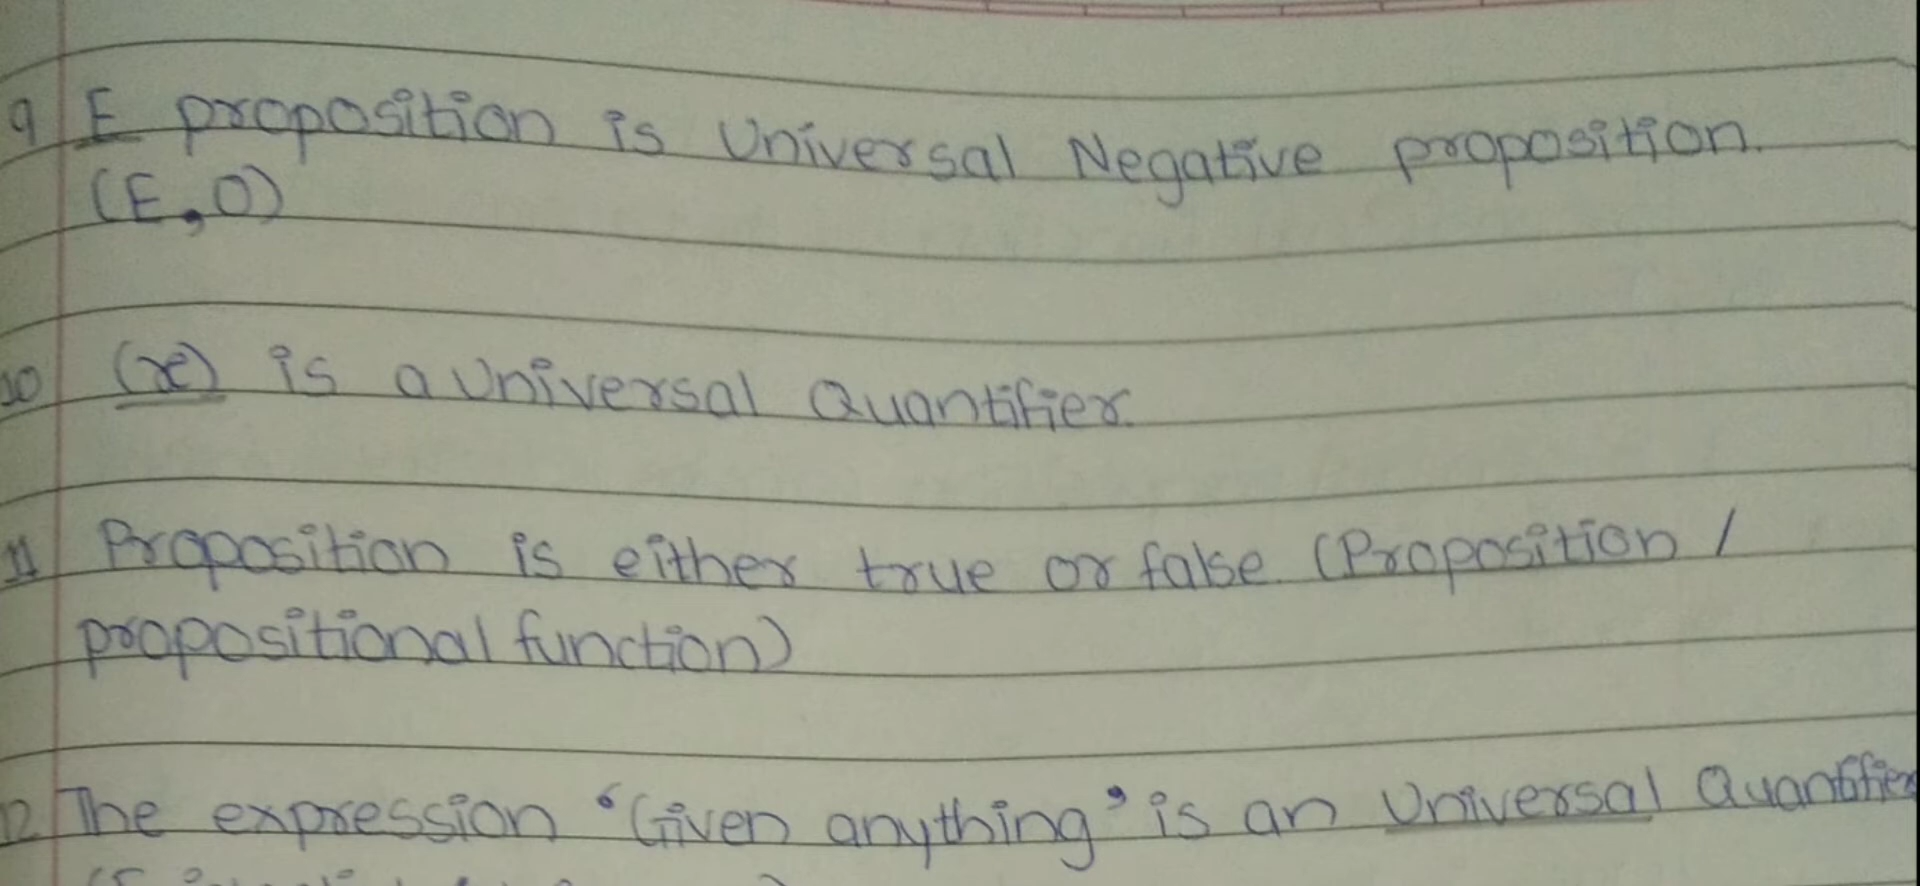 9 E proposition is Universal Negative proposition.
(E, O)
10 (x) is a Universal Quantifier.
11 Proposition is either true or false. (Proposition /
propositional function)
12 The expression ‘Given anything’ is an Universal Quantifier